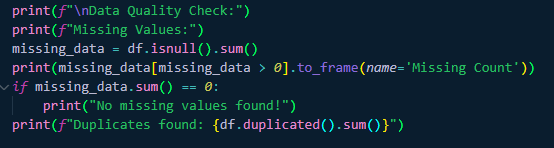 print(f"\nData Quality Check:")
print(f"Missing Values:")
missing_data = df.isnull().sum()
print(missing_data[missing_data > 0].to_frame(name='Missing Count'))
if missing_data.sum() == 0:
    print("No missing values found!")
print(f"Duplicates found: {df.duplicated().sum()}")